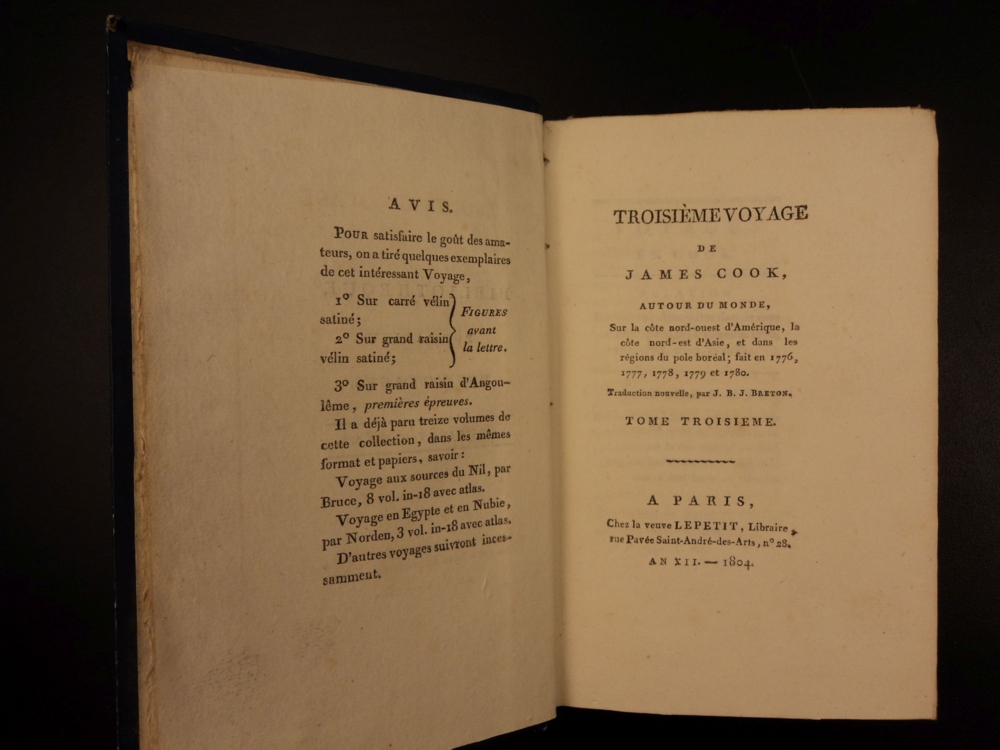 AVIS.
POUR satisfaire le goût des ama-
teurs, on a tiré quelques exemplaires
de cet intéressant Voyage,
1º Sur carré vélin
satiné;
2º Sur grand raisin
vélin satiné;
FIGURES
avant
la lettre.
3º Sur grand raisin d'Angou-
lême, premières épreuves.
Il a déjà paru treize volumes de
cette collection, dans les mêmes
format et papiers, savoir:
Voyage aux sources du Nil, par
Bruce, 8 vol. in-18 avec atlas.
Voyage en Egypte et en Nubie,
par Norden, 3 vol. in-18 avec atlas.
D'autres voyages suivront inces-
samment.
TROISIÈME VOYAGE
DE
JAMES COOK,
AUTOUR DU MONDE,
Sur la côte nord-ouest d'Amérique, la
côte nord-est d'Asie, et dans les
régions du pole boréal; fait en 1776,
1777, 1778, 1779 et 1780.
Traduction nouvelle, par J. B. J. BRETON.
TOME TROISIEME.
A PARIS,
Chez la veuve LEPETIT, Libraire,
rue Pavée Saint-André-des-Arts, nº 28.
AN XII. — 1804.